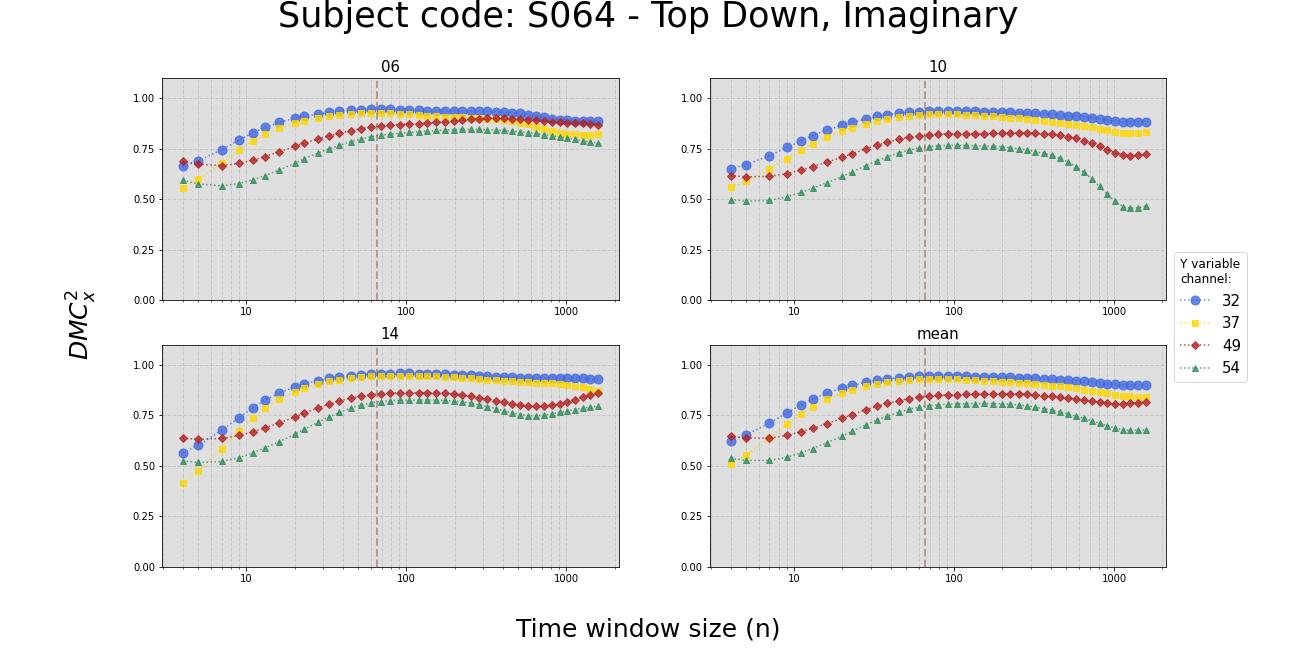 Subject code: S064 - Top Down, Imaginary
06
1.00
0.75
0.50
0.25
0.00
10 100 1000
10
1.00
0.75
0.50
0.25
0.00
10 100 1000
14
1.00
0.75
0.50
0.25
0.00
10 100 1000
mean
1.00
0.75
0.50
0.25
0.00
10 100 1000
DMC²ₓ
Time window size (n)
Y variable
channel:
32
37
49
54